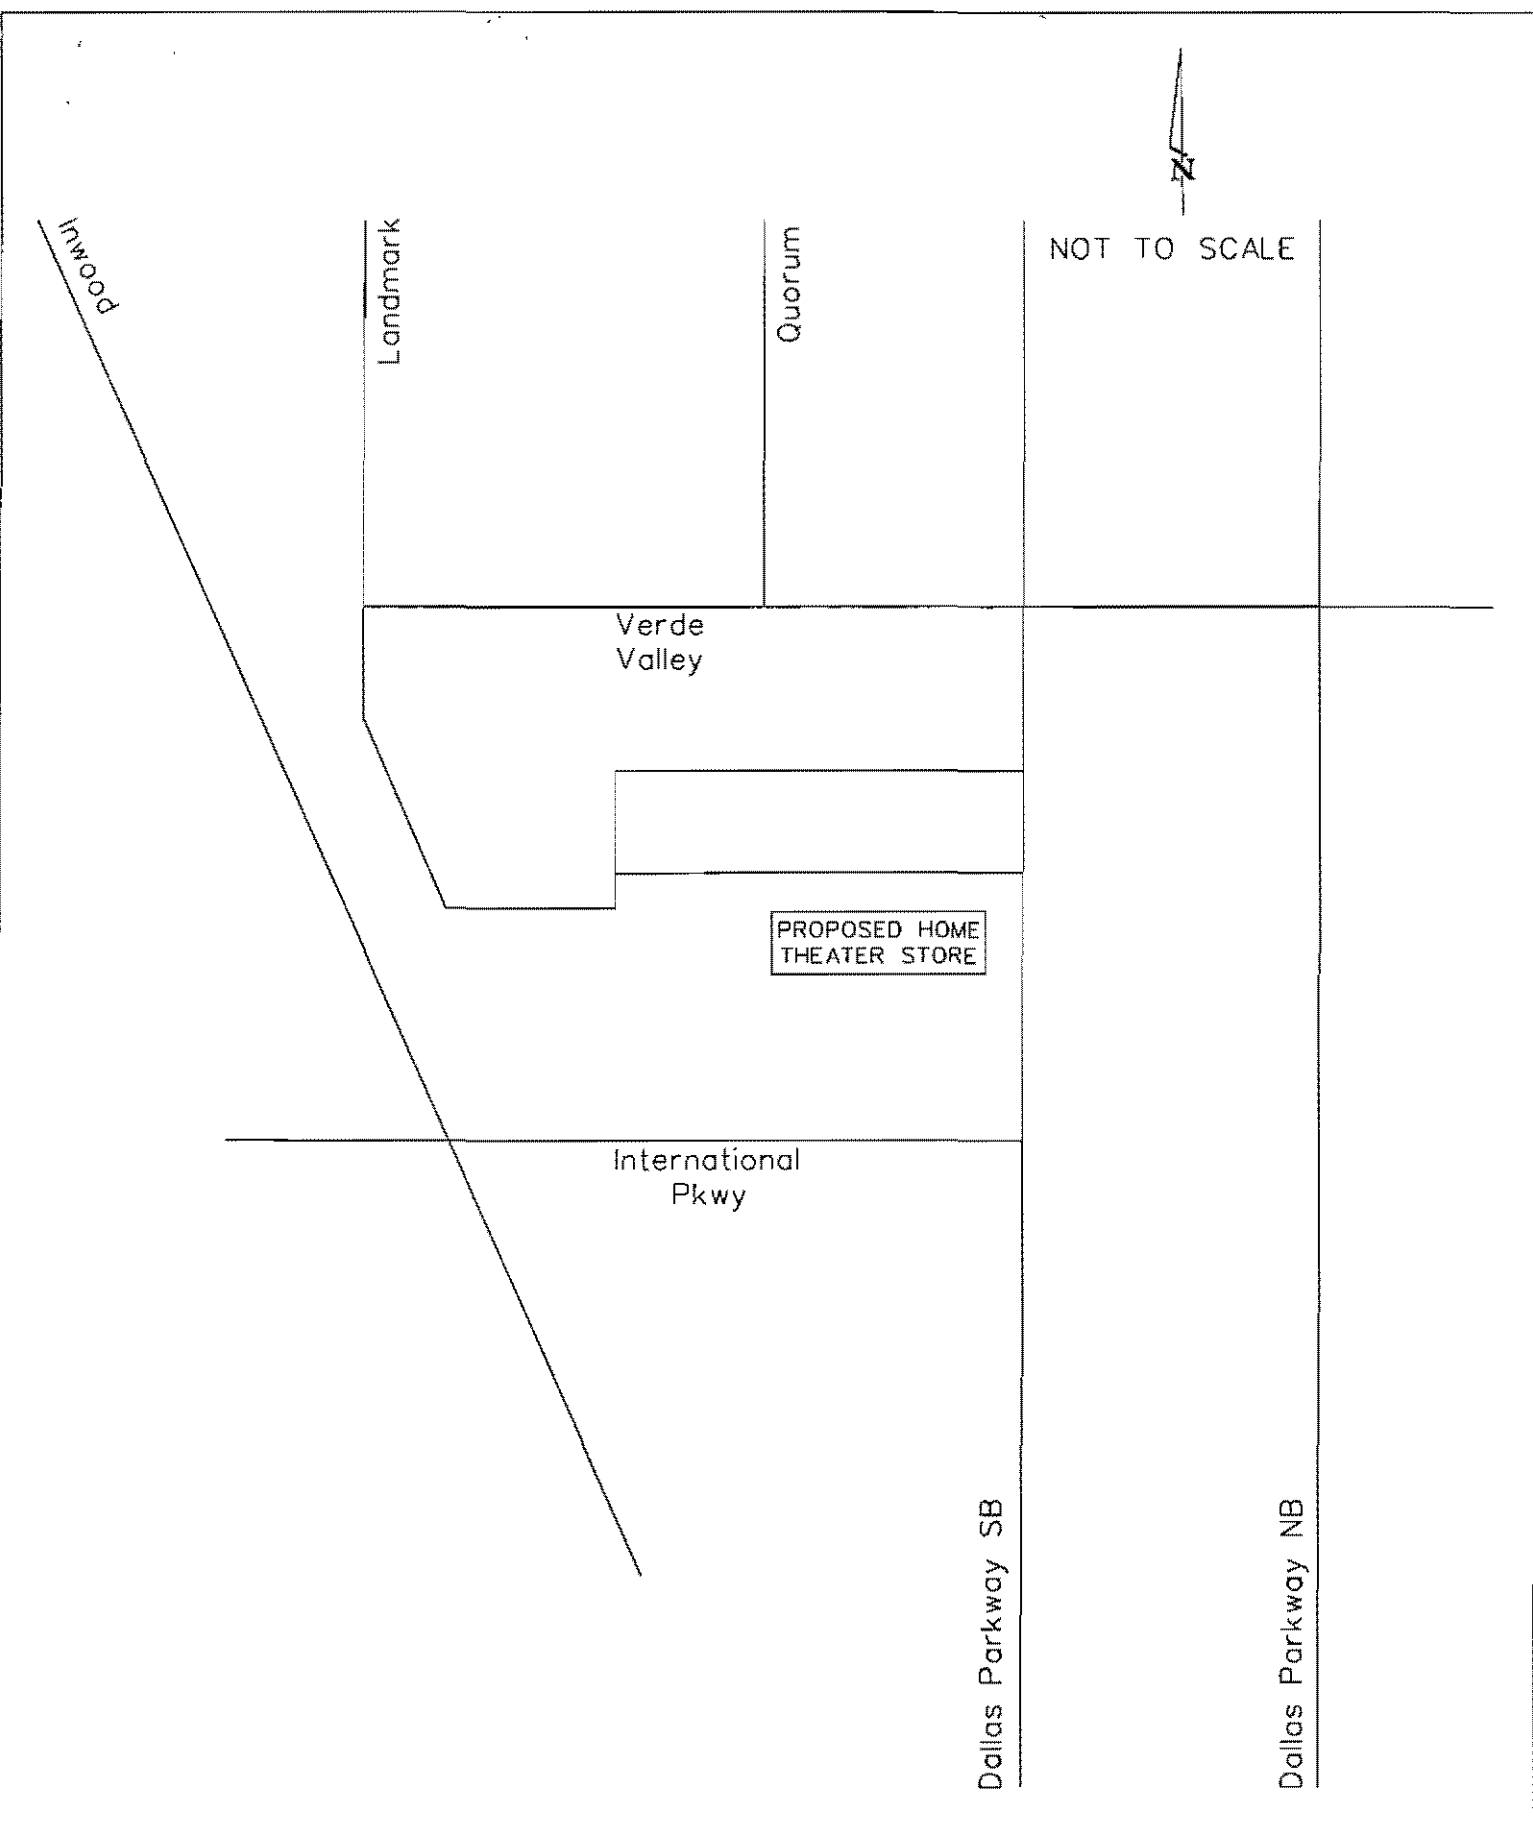 N
NOT TO SCALE
Inwood
Landmark
Quorum
Verde
Valley
PROPOSED HOME
THEATER STORE
International
Pkwy
Dallas Parkway SB
Dallas Parkway NB